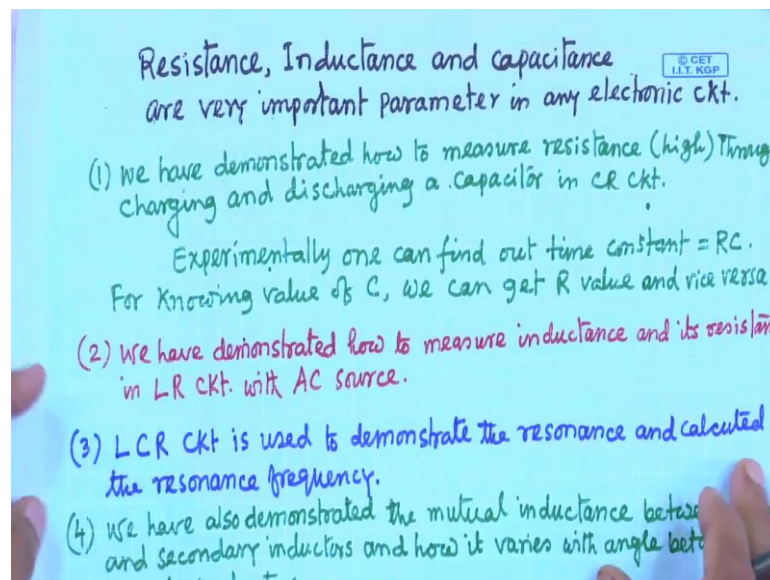 Resistance, Inductance and capacitance
© CET
I.I.T. KGP
are very important parameter in any electronic ckt.
(1) We have demonstrated how to measure resistance (high) Throug
charging and discharging a capacitor in CR ckt.
Experimentally one can find out time constant = RC.
For Knowing value of C, we can get R value and vice versa
(2) We have demonstrated how to measure inductance and its resistan
in LR ckt. with AC source.
(3) LCR ckt is used to demonstrate the resonance and calcuted
the resonance frequency.
(4) We have also demonstrated the mutual inductance betwe
and secondary inductors and how it varies with angle betw